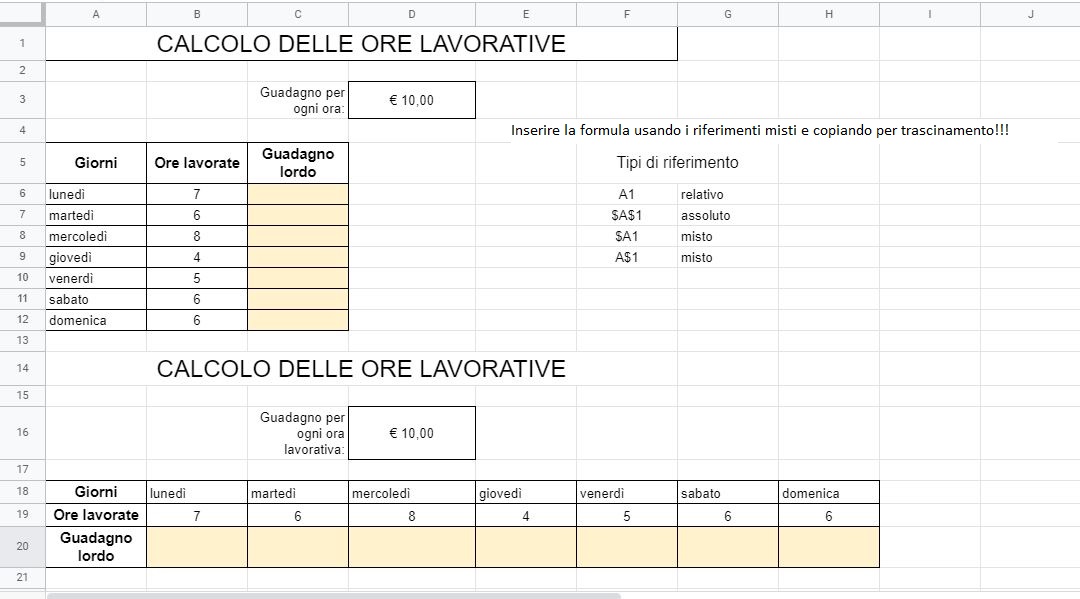 A B C D E F G H I J
1 CALCOLO DELLE ORE LAVORATIVE
2
3 Guadagno per ogni ora: € 10,00
4 Inserire la formula usando i riferimenti misti e copiando per trascinamento!!!
5 Giorni Ore lavorate Guadagno lordo Tipi di riferimento
6 lunedì 7 A1 relativo
7 martedì 6 $A$1 assoluto
8 mercoledì 8 $A1 misto
9 giovedì 4 A$1 misto
10 venerdì 5
11 sabato 6
12 domenica 6
13
14 CALCOLO DELLE ORE LAVORATIVE
15
16 Guadagno per ogni ora lavorativa: € 10,00
17
18 Giorni lunedì martedì mercoledì giovedì venerdì sabato domenica
19 Ore lavorate 7 6 8 4 5 6 6
20 Guadagno lordo
21